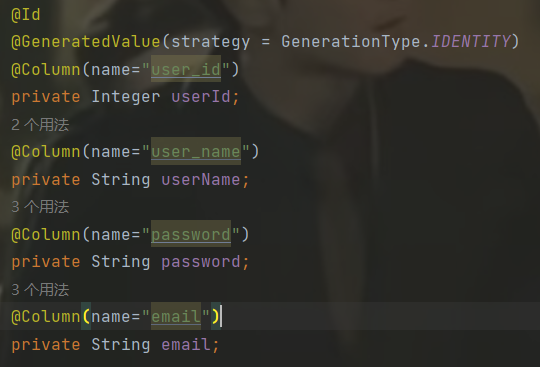 @Id
@GeneratedValue(strategy = GenerationType.IDENTITY)
@Column(name="user_id")
private Integer userId;
2 个用法
@Column(name="user_name")
private String userName;
3 个用法
@Column(name="password")
private String password;
3 个用法
@Column(name="email")
private String email;